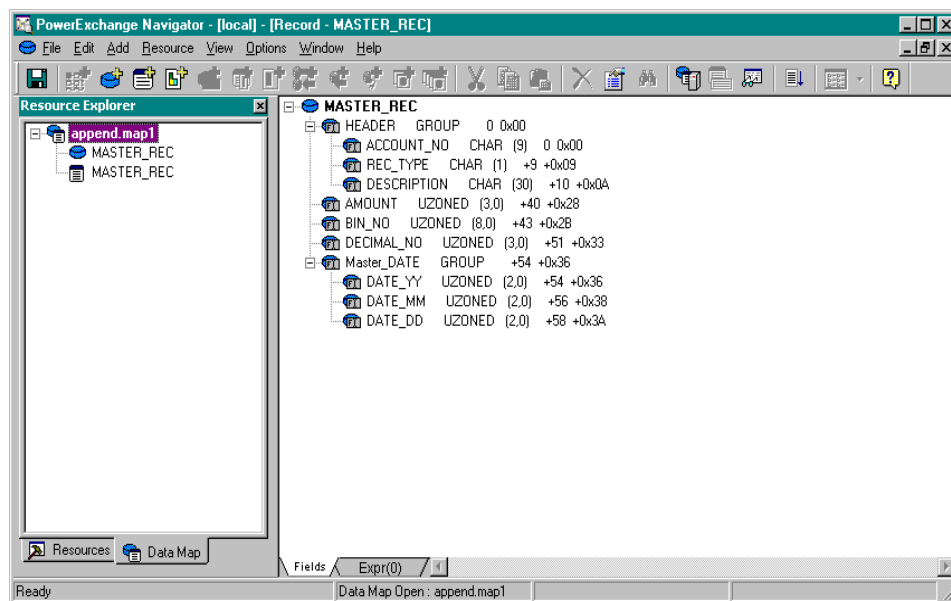 PowerExchange Navigator - [local] - [Record - MASTER_REC]
File Edit Add Resource View Options Window Help
Resource Explorer
append.map1
MASTER_REC
MASTER_REC
MASTER_REC
HEADER GROUP 0 0x00
ACCOUNT_NO CHAR (9) 0 0x00
REC_TYPE CHAR (1) +9 +0x09
DESCRIPTION CHAR (30) +10 +0x0A
AMOUNT UZONED (3,0) +40 +0x28
BIN_NO UZONED (8,0) +43 +0x2B
DECIMAL_NO UZONED (3,0) +51 +0x33
Master_DATE GROUP +54 +0x36
DATE_YY UZONED (2,0) +54 +0x36
DATE_MM UZONED (2,0) +56 +0x38
DATE_DD UZONED (2,0) +58 +0x3A
Resources Data Map
Fields Expr(0)
Ready Data Map Open : append.map1